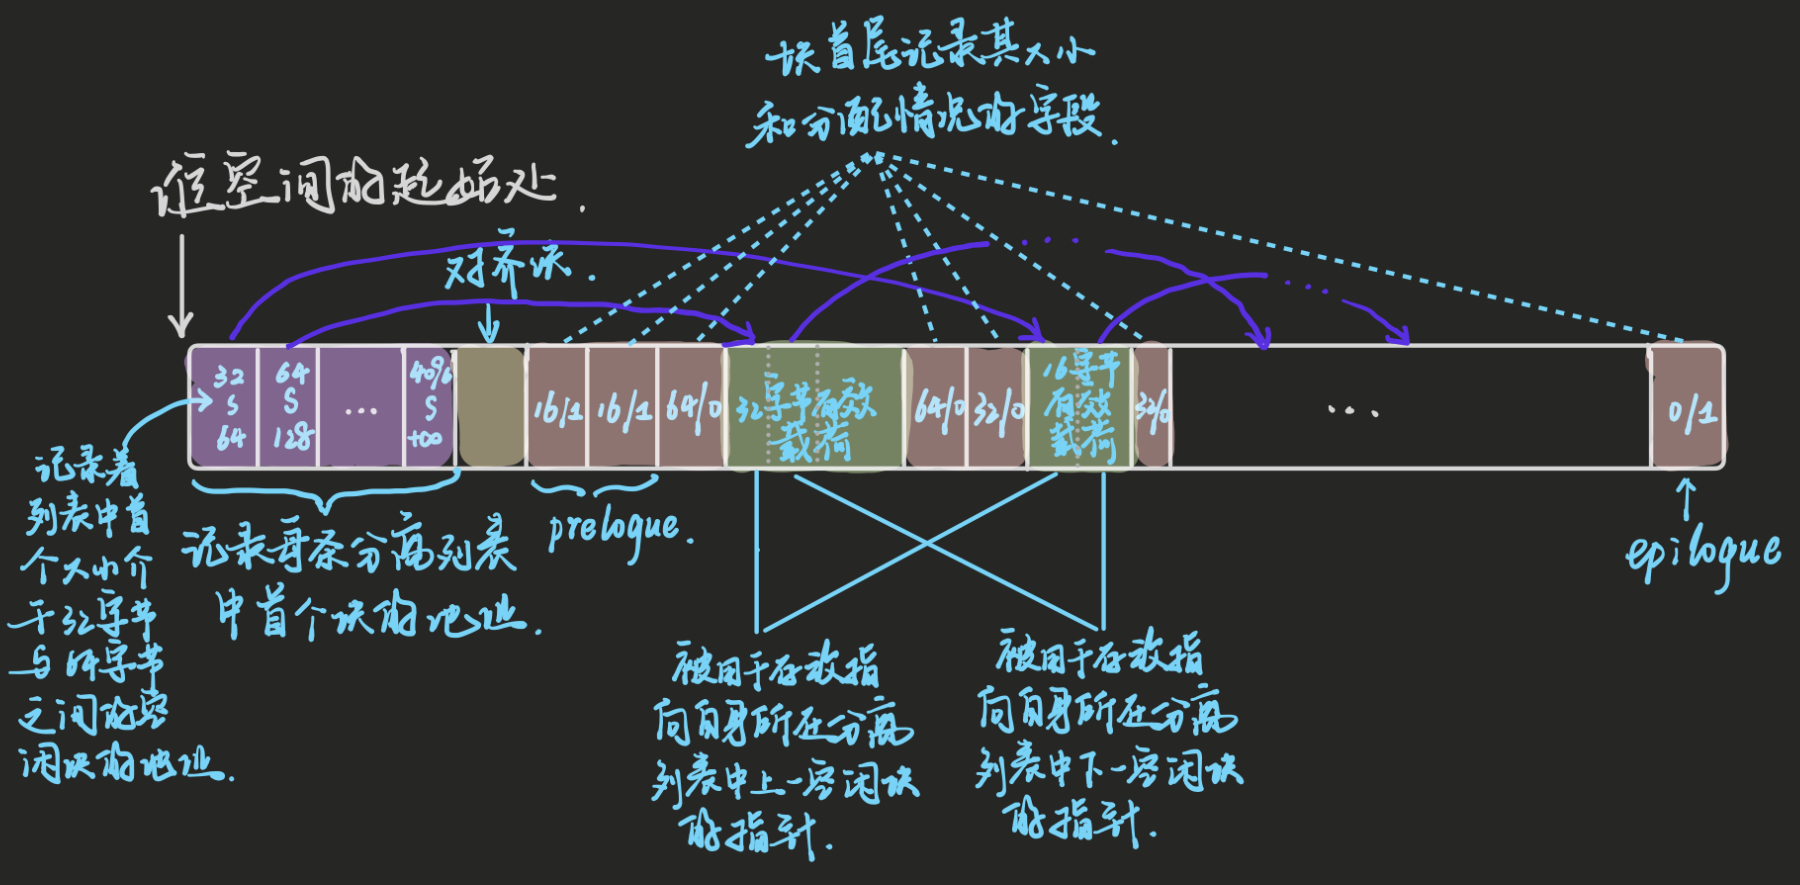 块首尾记录其大小
和分配情况的字段.
堆空间的起始处.
对齐块.
32
S
64
64
S
128
...
4096
S
+∞
16/1
16/1
64/0
32字节有效
载荷
64/0
32/0
16字节
有效
载荷
32/0
...
0/1
记录着
列表中首
个大小介
于32字节
与64字节
之间的空
闲块的地址.
记录每条分离列表
中首个块的地址.
prelogue.
epilogue
被用于存放指
向自身所在分离
列表中上一空闲块
的指针.
被用于存放指
向自身所在分离
列表中下一空闲块
的指针.